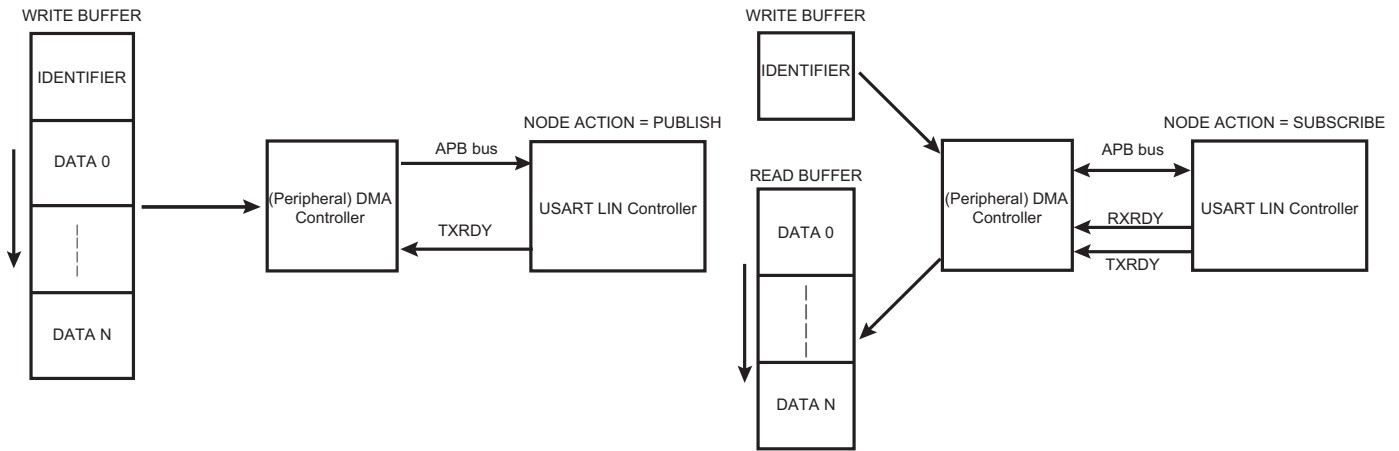 WRITE BUFFER
IDENTIFIER
DATA 0
DATA N
(Peripheral) DMA
Controller
APB bus
TXRDY
NODE ACTION = PUBLISH
USART LIN Controller
WRITE BUFFER
IDENTIFIER
READ BUFFER
DATA 0
DATA N
(Peripheral) DMA
Controller
APB bus
RXRDY
TXRDY
NODE ACTION = SUBSCRIBE
USART LIN Controller